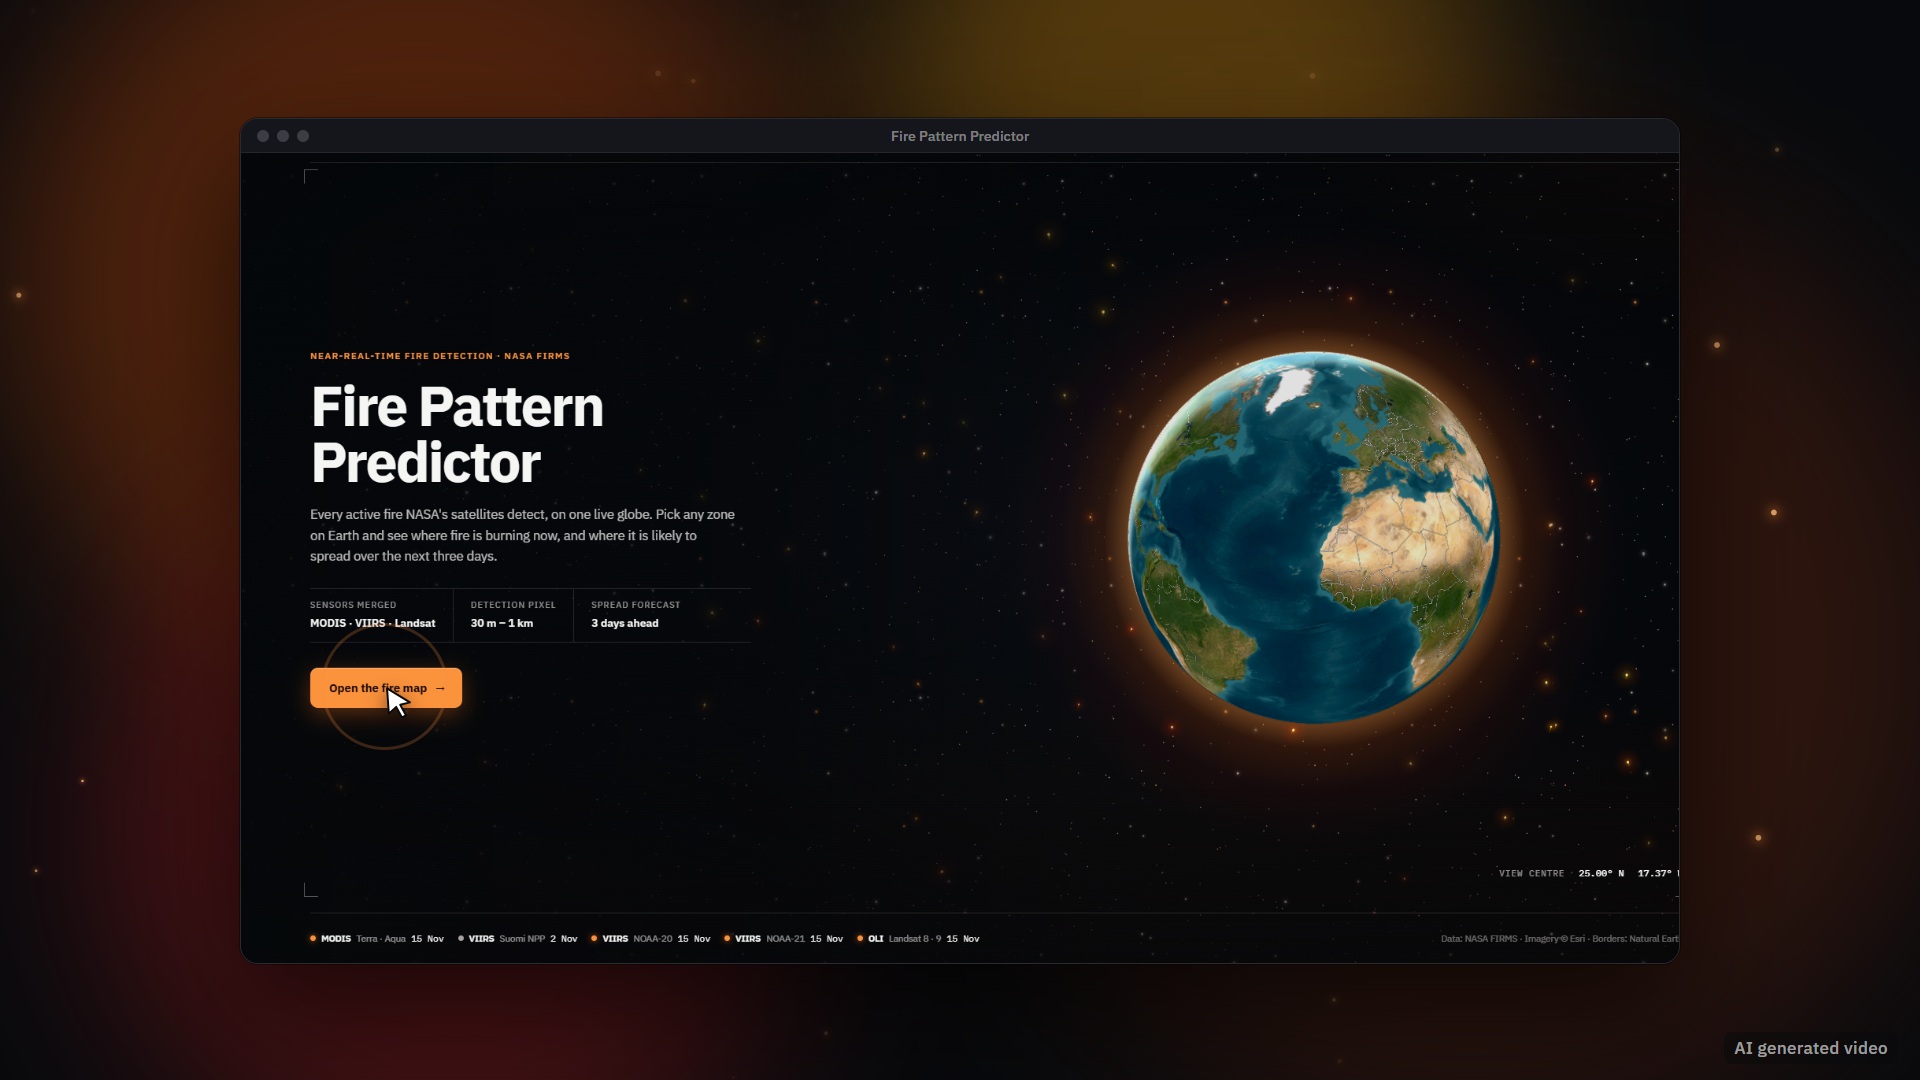 Fire Pattern Predictor
NEAR-REAL-TIME FIRE DETECTION · NASA FIRMS
Fire Pattern
Predictor
Every active fire NASA's satellites detect, on one live globe. Pick any zone
on Earth and see where fire is burning now, and where it is likely to
spread over the next three days.
SENSORS MERGED
MODIS · VIIRS · Landsat
DETECTION PIXEL
30 m – 1 km
SPREAD FORECAST
3 days ahead
Open the fire map →
VIEW CENTRE 25.00° N 17.37°
MODIS Terra · Aqua 15 Nov VIIRS Suomi NPP 2 Nov VIIRS NOAA-20 15 Nov VIIRS NOAA-21 15 Nov OLI Landsat 8 · 9 15 Nov
Data: NASA FIRMS · Imagery © Esri · Borders: Natural Eart
AI generated video